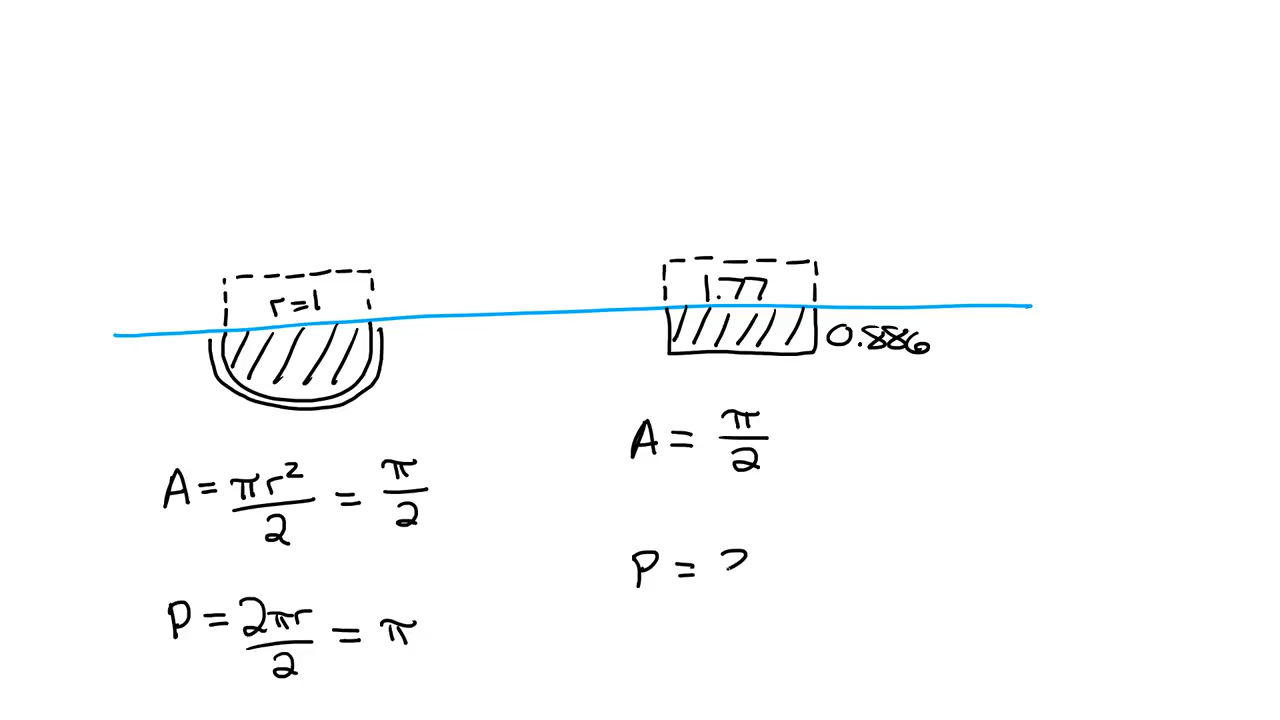 r=1
1.77
0.886
A = πr²/2 = π/2
P = 2πr/2 = π
A = π/2
P = ?